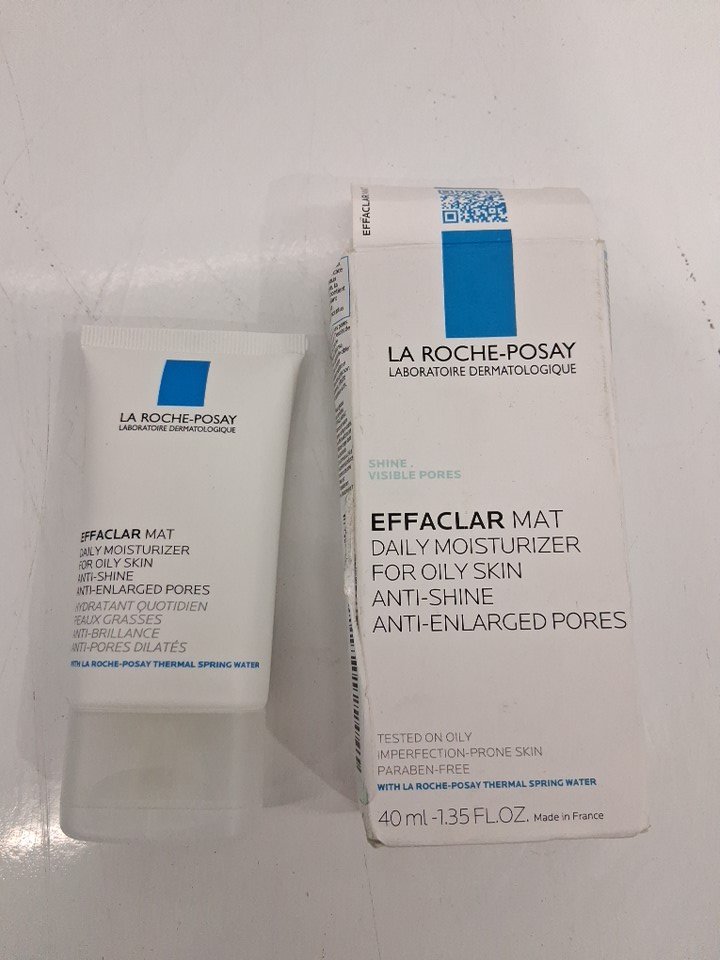 LA ROCHE-POSAY
LABORATOIRE DERMATOLOGIQUE
EFFACLAR MAT
DAILY MOISTURIZER
FOR OILY SKIN
ANTI-SHINE
ANTI-ENLARGED PORES
HYDRATANT QUOTIDIEN
PEAUX GRASSES
ANTI-BRILLANCE
ANTI-PORES DILATÉS
WITH LA ROCHE-POSAY THERMAL SPRING WATER
EFFACLAR MAT
LA ROCHE-POSAY
LABORATOIRE DERMATOLOGIQUE
SHINE.
VISIBLE PORES
EFFACLAR MAT
DAILY MOISTURIZER
FOR OILY SKIN
ANTI-SHINE
ANTI-ENLARGED PORES
TESTED ON OILY
IMPERFECTION-PRONE SKIN
PARABEN-FREE
WITH LA ROCHE-POSAY THERMAL SPRING WATER
40 ml - 1.35 FL.OZ. Made in France